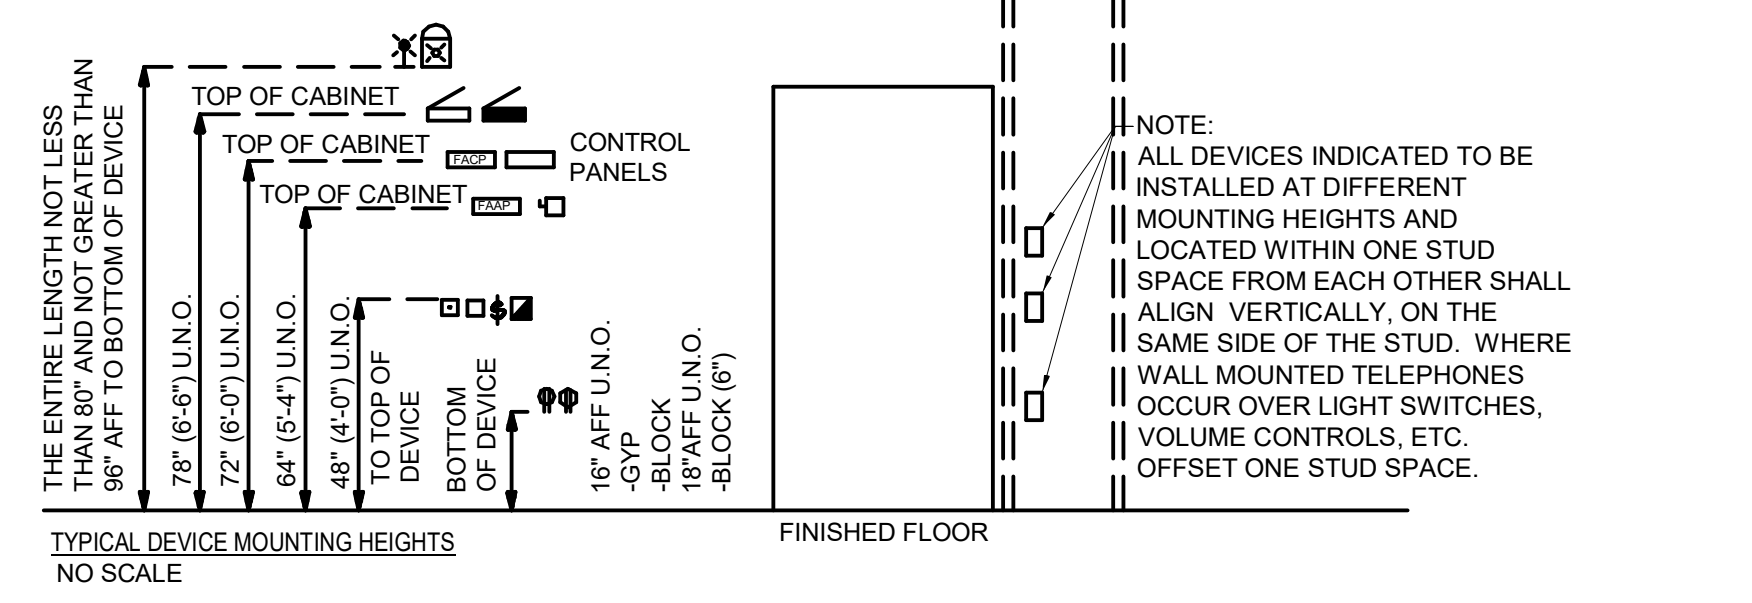 THE ENTIRE LENGTH NOT LESS
THAN 80" AND NOT GREATER THAN
96" AFF TO BOTTOM OF DEVICE
TOP OF CABINET
78" (6'-6") U.N.O.
TOP OF CABINET
72" (6'-0") U.N.O.
FACP
CONTROL
PANELS
TOP OF CABINET
64" (5'-4") U.N.O.
FAAP
48" (4'-0") U.N.O.
TO TOP OF
DEVICE
$
BOTTOM
OF DEVICE
16" AFF U.N.O.
-GYP
-BLOCK
18"AFF U.N.O.
-BLOCK (6")
NOTE:
ALL DEVICES INDICATED TO BE
INSTALLED AT DIFFERENT
MOUNTING HEIGHTS AND
LOCATED WITHIN ONE STUD
SPACE FROM EACH OTHER SHALL
ALIGN VERTICALLY, ON THE
SAME SIDE OF THE STUD. WHERE
WALL MOUNTED TELEPHONES
OCCUR OVER LIGHT SWITCHES,
VOLUME CONTROLS, ETC.
OFFSET ONE STUD SPACE.
FINISHED FLOOR
TYPICAL DEVICE MOUNTING HEIGHTS
NO SCALE